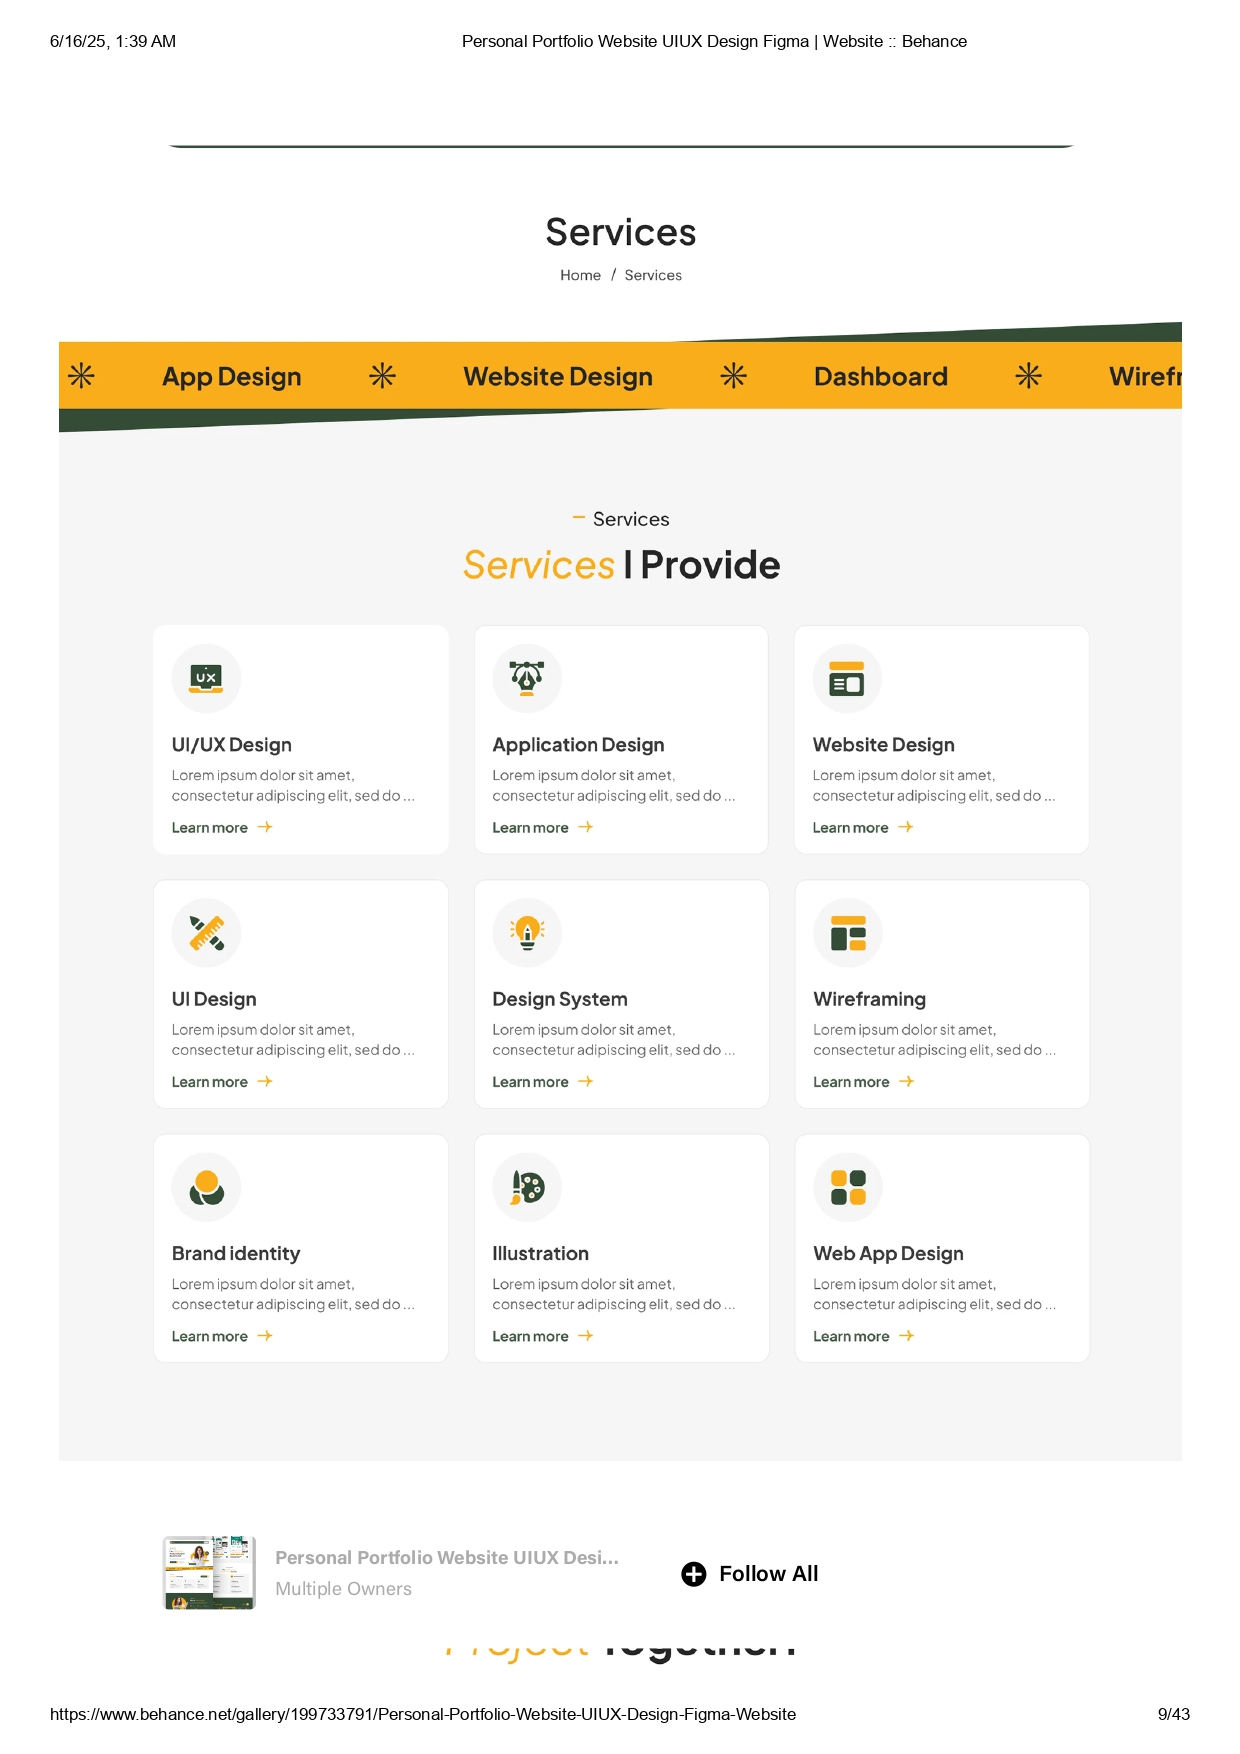 6/16/25, 1:39 AM
Personal Portfolio Website UIUX Design Figma | Website :: Behance
Services
Home / Services
App Design
Website Design
Dashboard
Wirefr
Services
Services I Provide
UX
UI/UX Design
Lorem ipsum dolor sit amet,
consectetur adipiscing elit, sed do ...
Learn more
Application Design
Lorem ipsum dolor sit amet,
consectetur adipiscing elit, sed do ...
Learn more
Website Design
Lorem ipsum dolor sit amet,
consectetur adipiscing elit, sed do ...
Learn more
UI Design
Lorem ipsum dolor sit amet,
consectetur adipiscing elit, sed do ...
Learn more
Design System
Lorem ipsum dolor sit amet,
consectetur adipiscing elit, sed do ...
Learn more
Wireframing
Lorem ipsum dolor sit amet,
consectetur adipiscing elit, sed do ...
Learn more
Brand identity
Lorem ipsum dolor sit amet,
consectetur adipiscing elit, sed do ...
Learn more
Illustration
Lorem ipsum dolor sit amet,
consectetur adipiscing elit, sed do ...
Learn more
Web App Design
Lorem ipsum dolor sit amet,
consectetur adipiscing elit, sed do ...
Learn more
Personal Portfolio Website UIUX Desi...
Multiple Owners
Follow All
Project Together!
https://www.behance.net/gallery/199733791/Personal-Portfolio-Website-UIUX-Design-Figma-Website
9/43